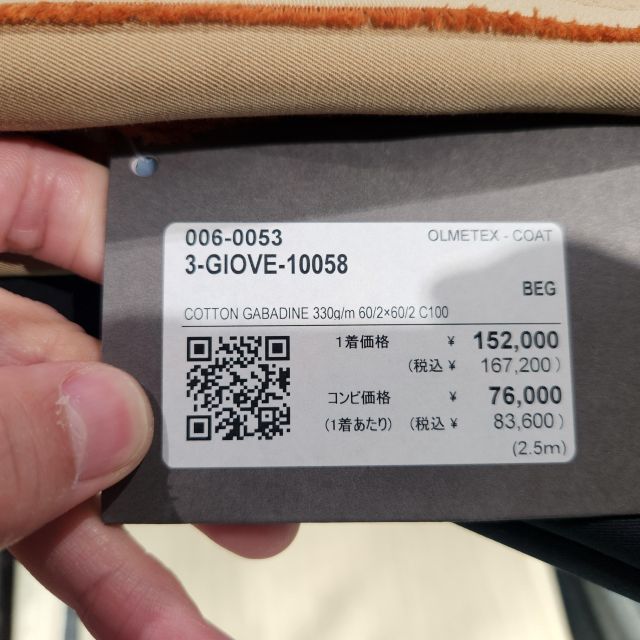 006-0053 OLMETEX - COAT
3-GIOVE-10058
BEG
COTTON GABADINE 330g/m 60/2×60/2 C100
1着価格 ¥ 152,000
(税込 ¥ 167,200)
コンビ価格 ¥ 76,000
(1着あたり) (税込 ¥ 83,600)
(2.5m)